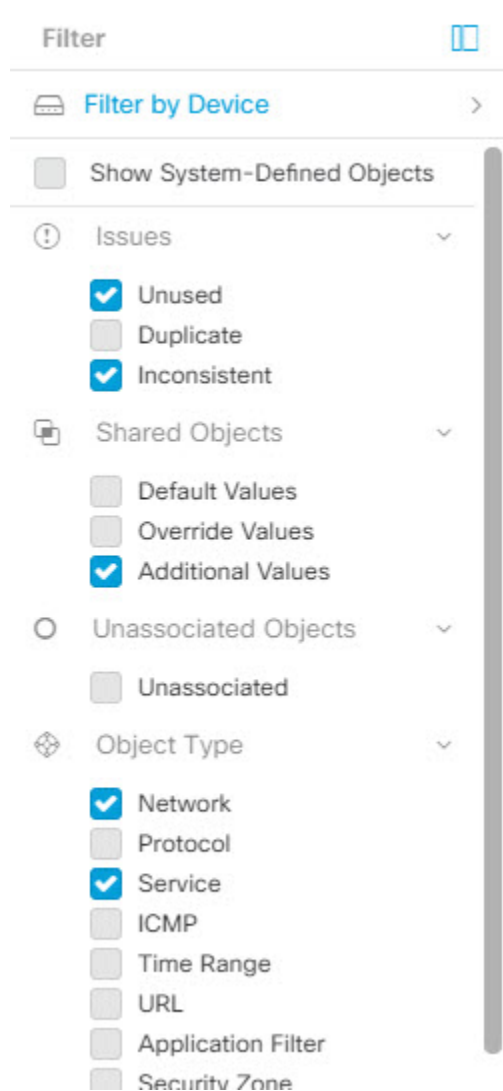 Filter
Filter by Device
Show System-Defined Objects
Issues
Unused
Duplicate
Inconsistent
Shared Objects
Default Values
Override Values
Additional Values
Unassociated Objects
Unassociated
Object Type
Network
Protocol
Service
ICMP
Time Range
URL
Application Filter
Security Zone